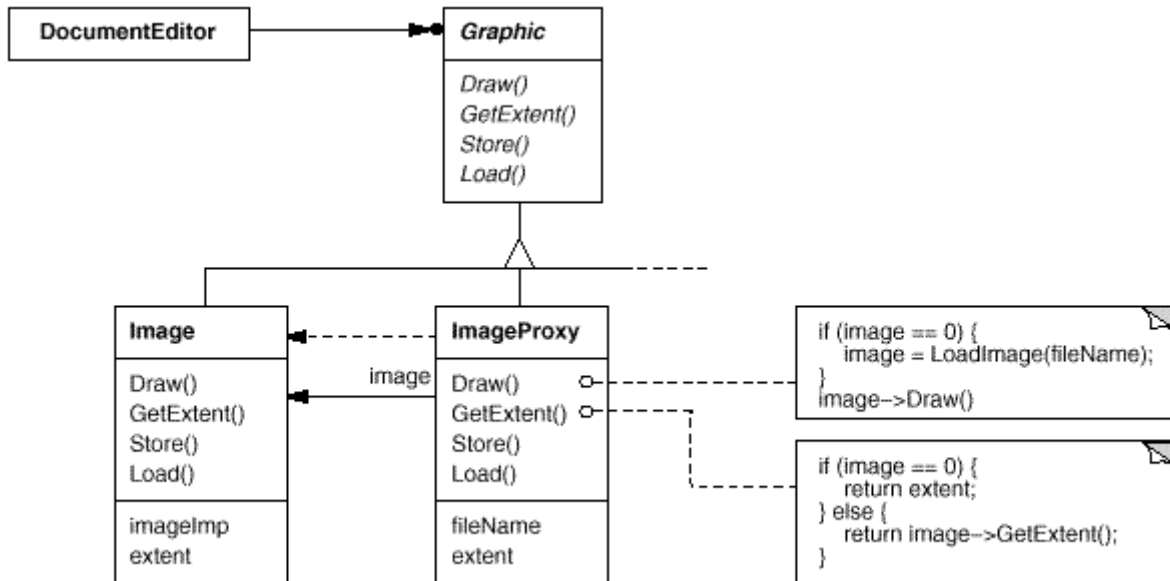 DocumentEditor
Graphic
Draw()
GetExtent()
Store()
Load()
Image
Draw()
GetExtent()
Store()
Load()
imageImp
extent
image
ImageProxy
Draw()
GetExtent()
Store()
Load()
fileName
extent
if (image == 0) {
image = LoadImage(fileName);
}
image->Draw()
if (image == 0) {
return extent;
} else {
return image->GetExtent();
}